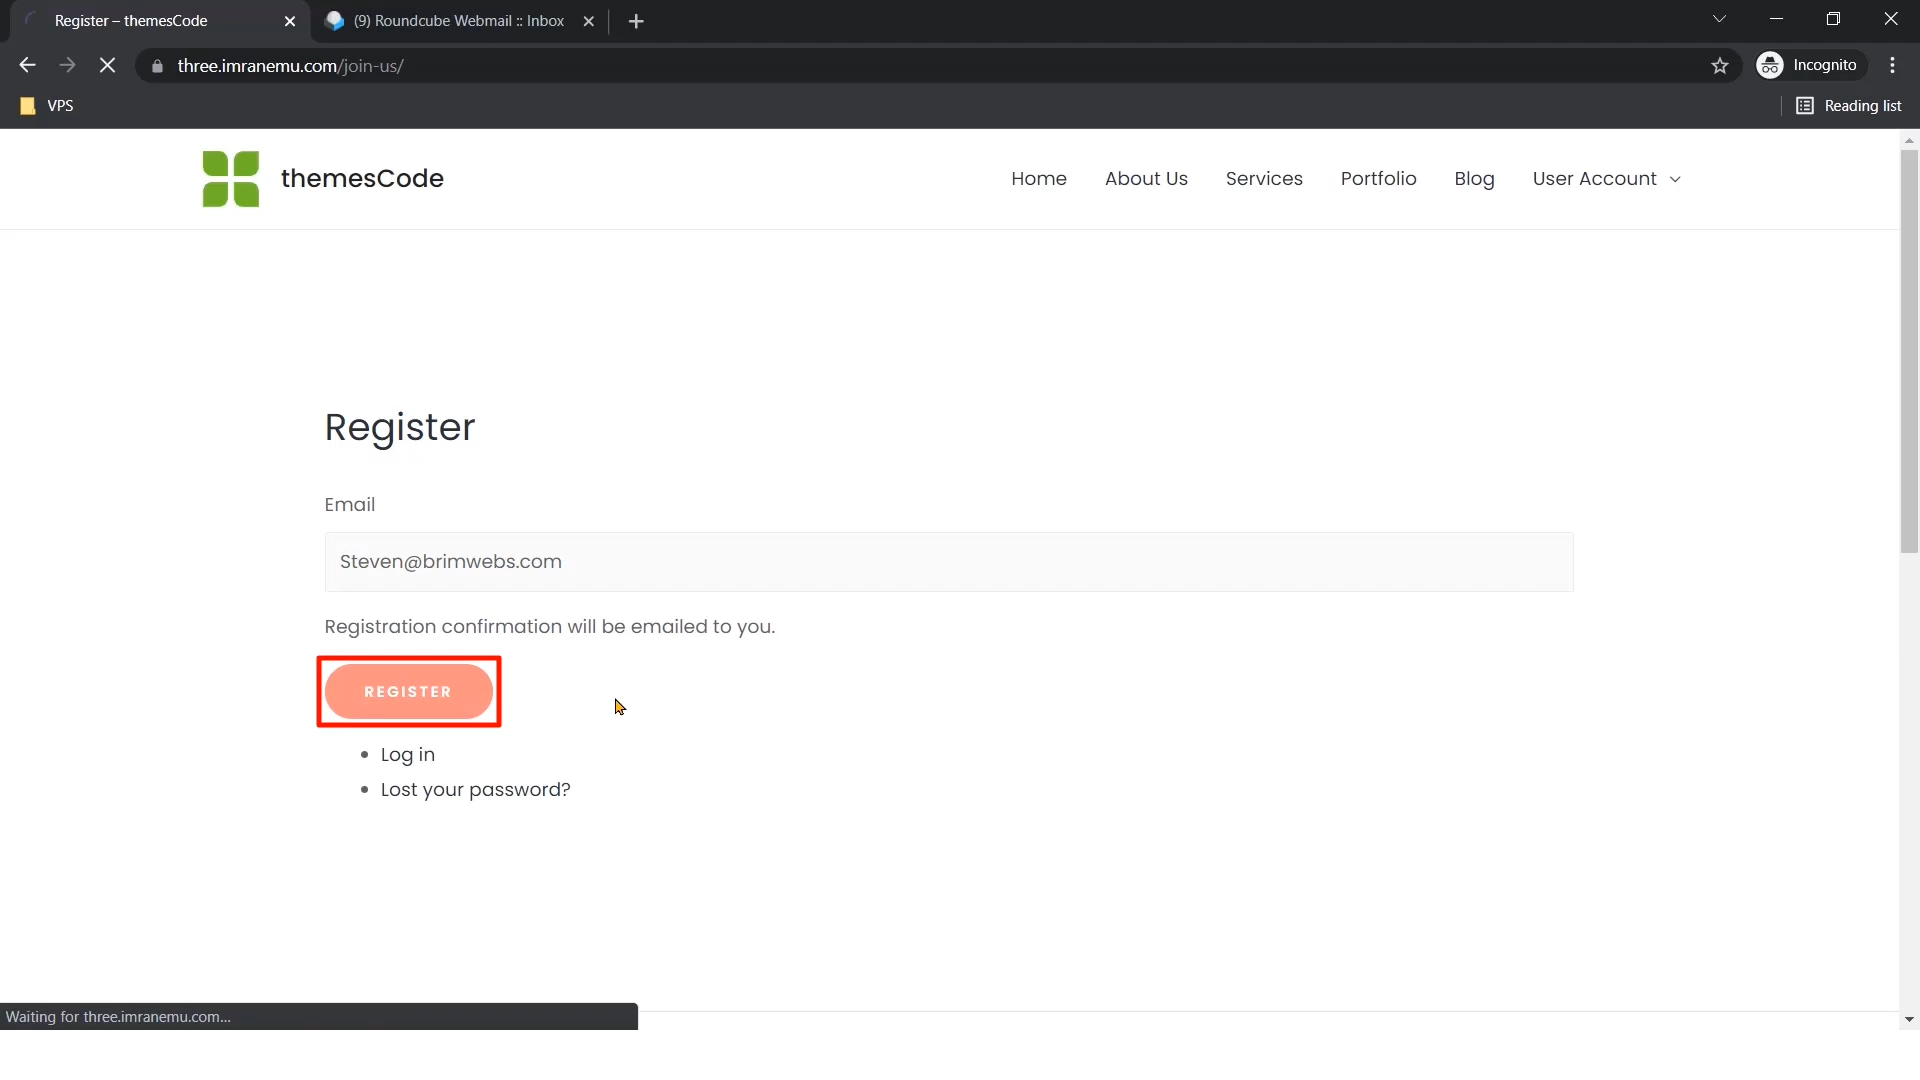 Register – themesCode
(9) Roundcube Webmail :: Inbox
three.imranemu.com/join-us/
Incognito
VPS
Reading list
themesCode
Home
About Us
Services
Portfolio
Blog
User Account
Register
Email
Steven@brimwebs.com
Registration confirmation will be emailed to you.
REGISTER
Log in
Lost your password?
Waiting for three.imranemu.com...